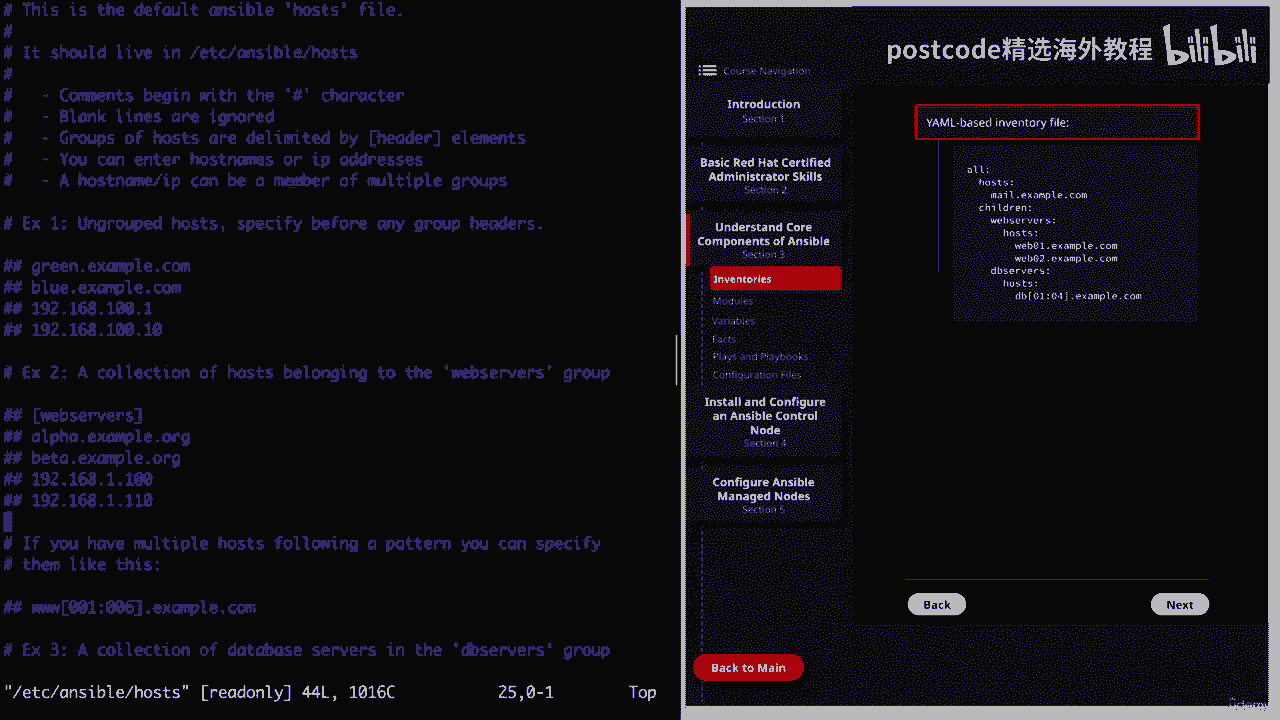 # This is the default ansible 'hosts' file.
#
# It should live in /etc/ansible/hosts
#
#   - Comments begin with the '#' character
#   - Blank lines are ignored
#   - Groups of hosts are delimited by [header] elements
#   - You can enter hostnames or ip addresses
#   - A hostname/ip can be a member of multiple groups
# Ex 1: Ungrouped hosts, specify before any group headers.
## green.example.com
## blue.example.com
## 192.168.100.1
## 192.168.100.10
# Ex 2: A collection of hosts belonging to the 'webservers' group
## [webservers]
## alpha.example.org
## beta.example.org
## 192.168.1.100
## 192.168.1.110
# If you have multiple hosts following a pattern you can specify
# them like this:
## www[001:006].example.com
# Ex 3: A collection of database servers in the 'dbservers' group
"/etc/ansible/hosts" [readonly] 44L, 1016C 25,0-1 Top
postcode精选海外教程 bilibili
Course Navigation
Introduction
Section 1
Basic Red Hat Certified
Administrator Skills
Section 2
Understand Core
Components of Ansible
Section 3
Inventories
Modules
Variables
Facts
Plays and Playbooks
Configuration Files
Install and Configure
an Ansible Control
Node
Section 4
Configure Ansible
Managed Nodes
Section 5
Back to Main
YAML-based inventory file:
all:
  hosts:
    mail.example.com
  children:
    webservers:
      hosts:
        web01.example.com
        web02.example.com
    dbservers:
      hosts:
        db[01:04].example.com
Back
Next
Udemy